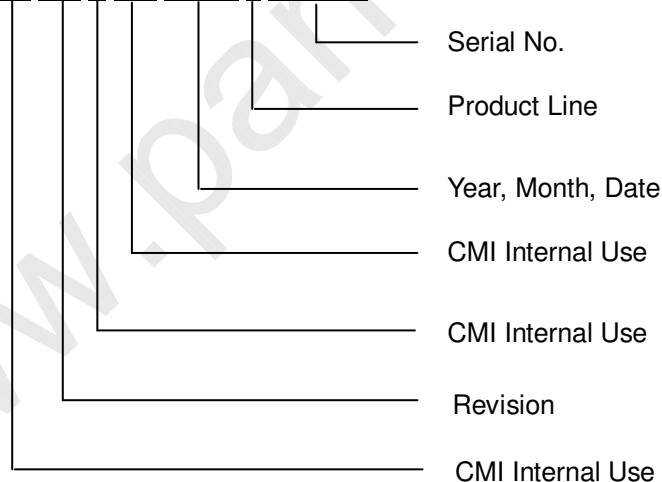 Serial No.
Product Line
Year, Month, Date
CMI Internal Use
CMI Internal Use
Revision
CMI Internal Use